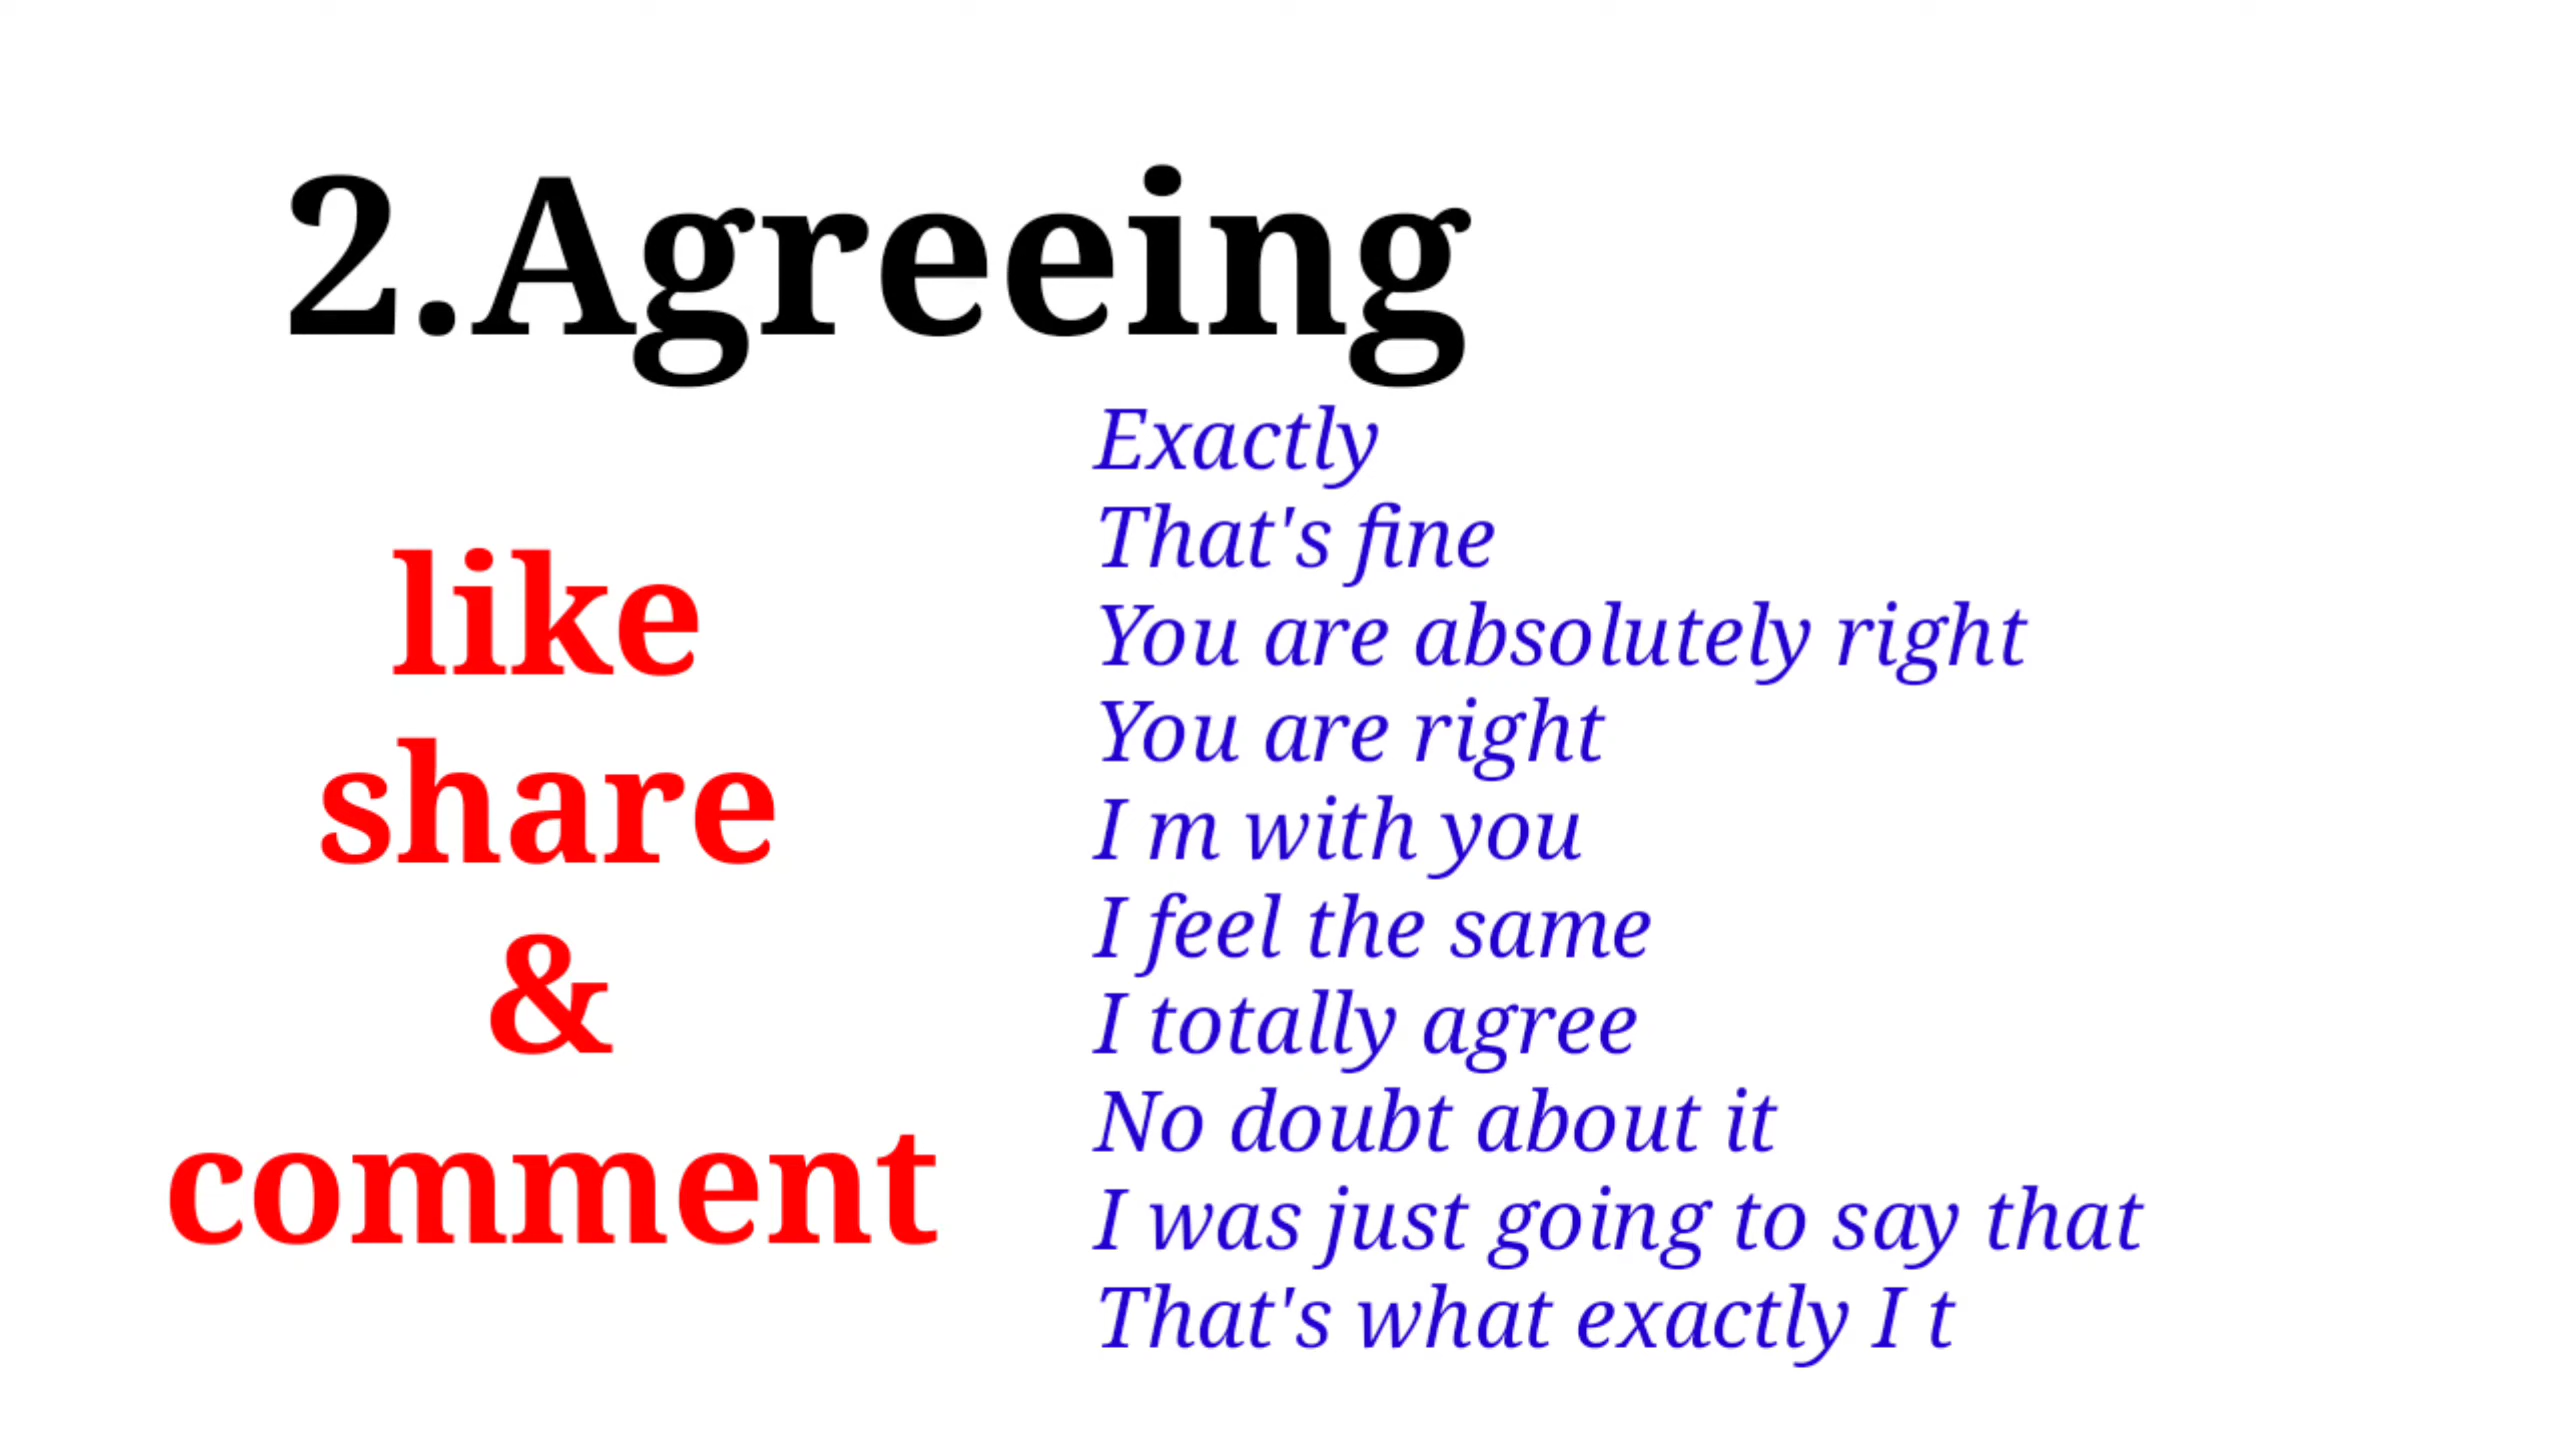 2.Agreeing
like
share
&
comment
Exactly
That's fine
You are absolutely right
You are right
I m with you
I feel the same
I totally agree
No doubt about it
I was just going to say that
That's what exactly I t